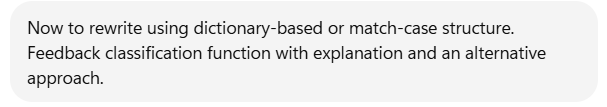 Now to rewrite using dictionary-based or match-case structure.
Feedback classification function with explanation and an alternative
approach.